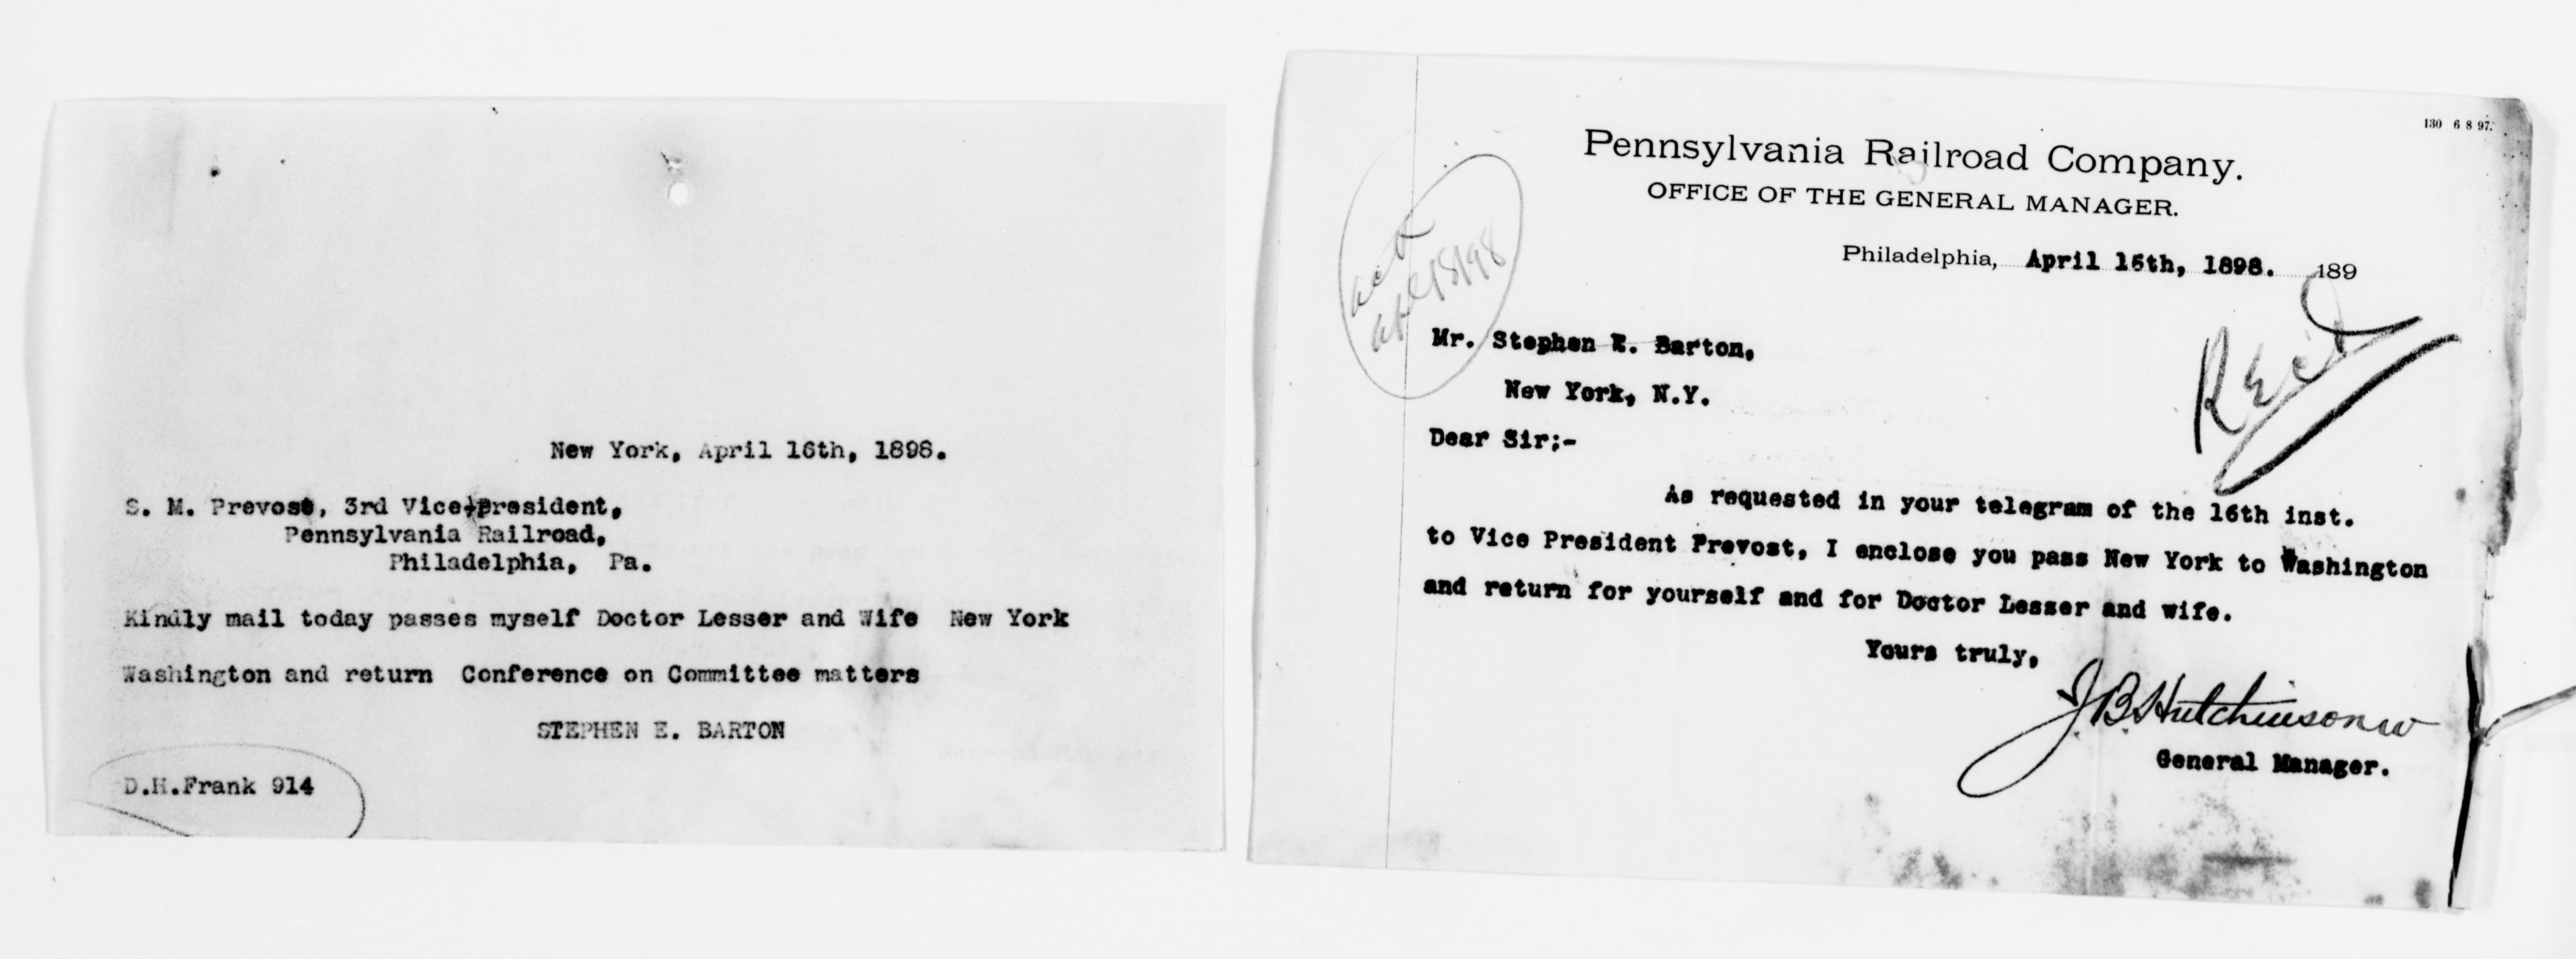 New York, April 16th, 1898.
S. M. Prevost, 3rd Vice-President,
Pennsylvania Railroad,
Philadelphia, Pa.
Kindly mail today passes myself Doctor Lesser and Wife New York
Washington and return Conference on Committee matters
STEPHEN E. BARTON
D.H.Frank 914
130 6 8 97.
Pennsylvania Railroad Company.
OFFICE OF THE GENERAL MANAGER.
Philadelphia, April 16th, 1898. 189
Rec'd
Mr. Stephen E. Barton,
New York, N.Y.
Dear Sir;-
As requested in your telegram of the 16th inst.
to Vice President Prevost, I enclose you pass New York to Washington
and return for yourself and for Doctor Lesser and wife.
Yours truly,
J.B. Hutchinson
General Manager.